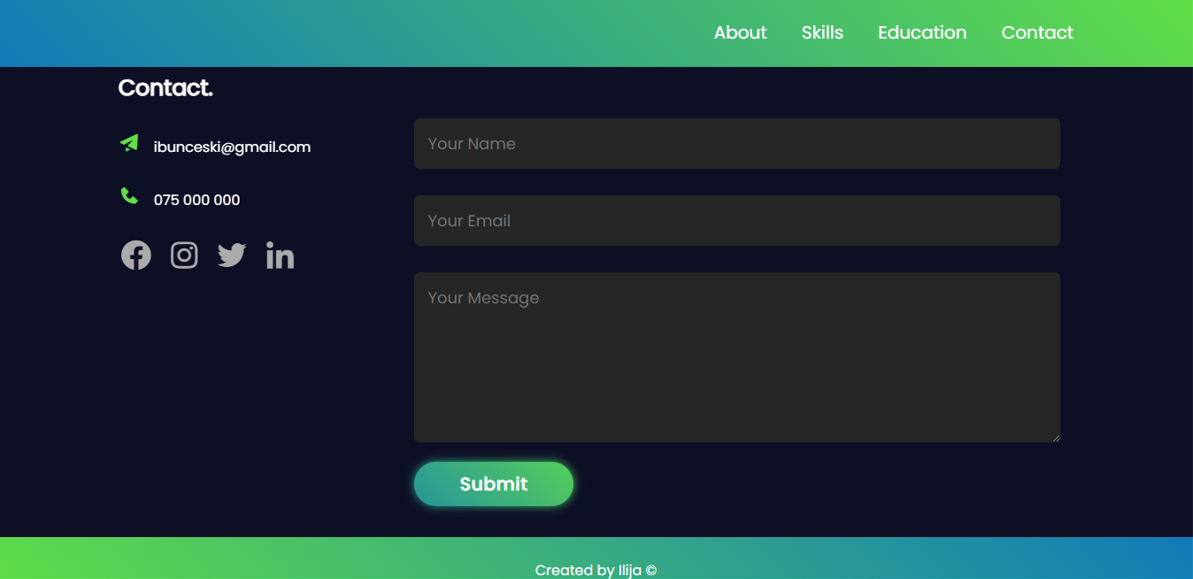 About Skills Education Contact
Contact.
ibunceski@gmail.com
075 000 000
Your Name
Your Email
Your Message
Submit
Created by Ilija ©